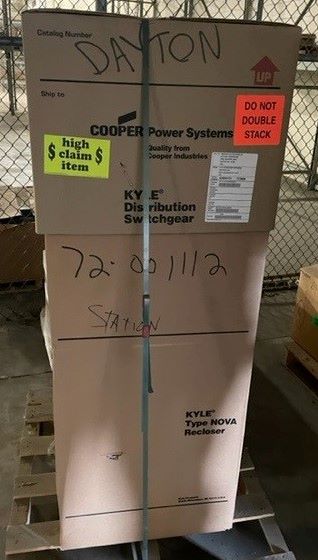 Catalog Number
DAYTON
UP
Ship to
DO NOT
DOUBLE
STACK
COOPER Power Systems
Quality from
Cooper Industries
$ high $
claim
item
KYLE®
Distribution
Switchgear
72-001112
STATION
KYLE®
Type NOVA
Recloser